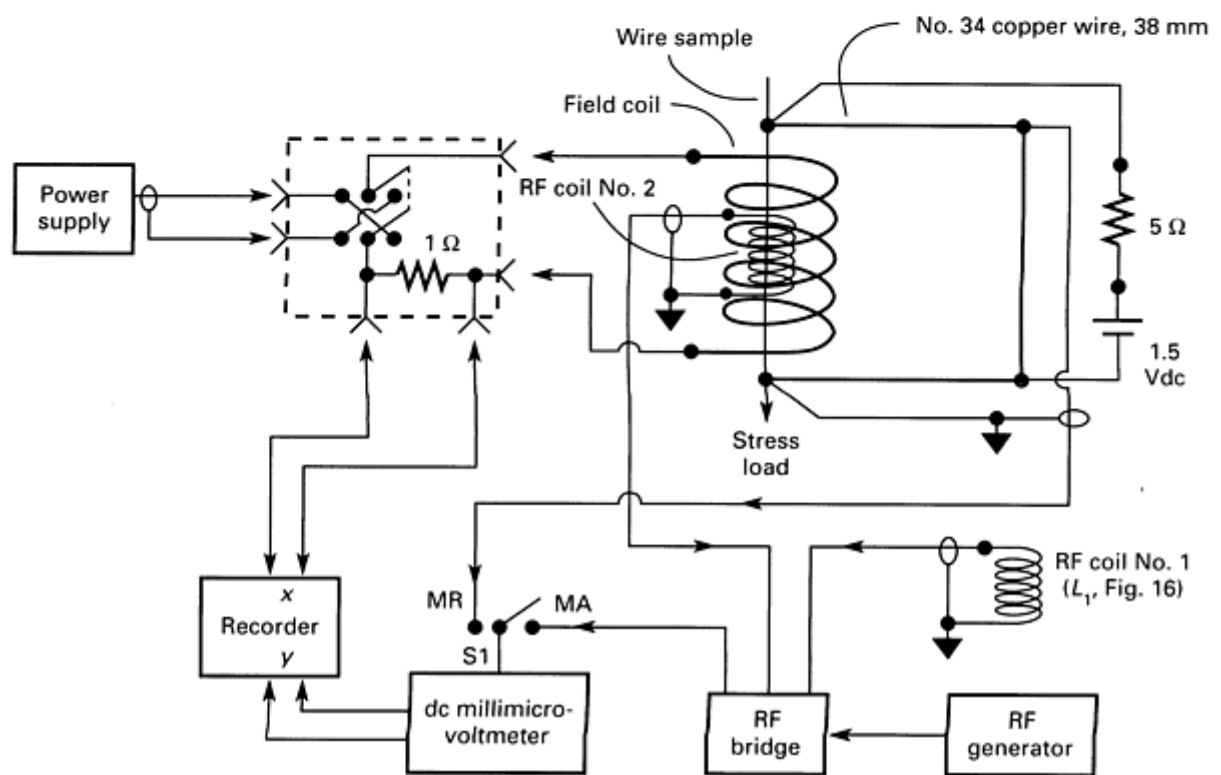 No. 34 copper wire, 38 mm
Wire sample
Field coil
Power
supply
RF coil No. 2
1 Ω
5 Ω
1.5
Vdc
Stress
load
x
Recorder
y
MR
MA
S1
RF coil No. 1
(L1, Fig. 16)
dc millimicro-
voltmeter
RF
bridge
RF
generator